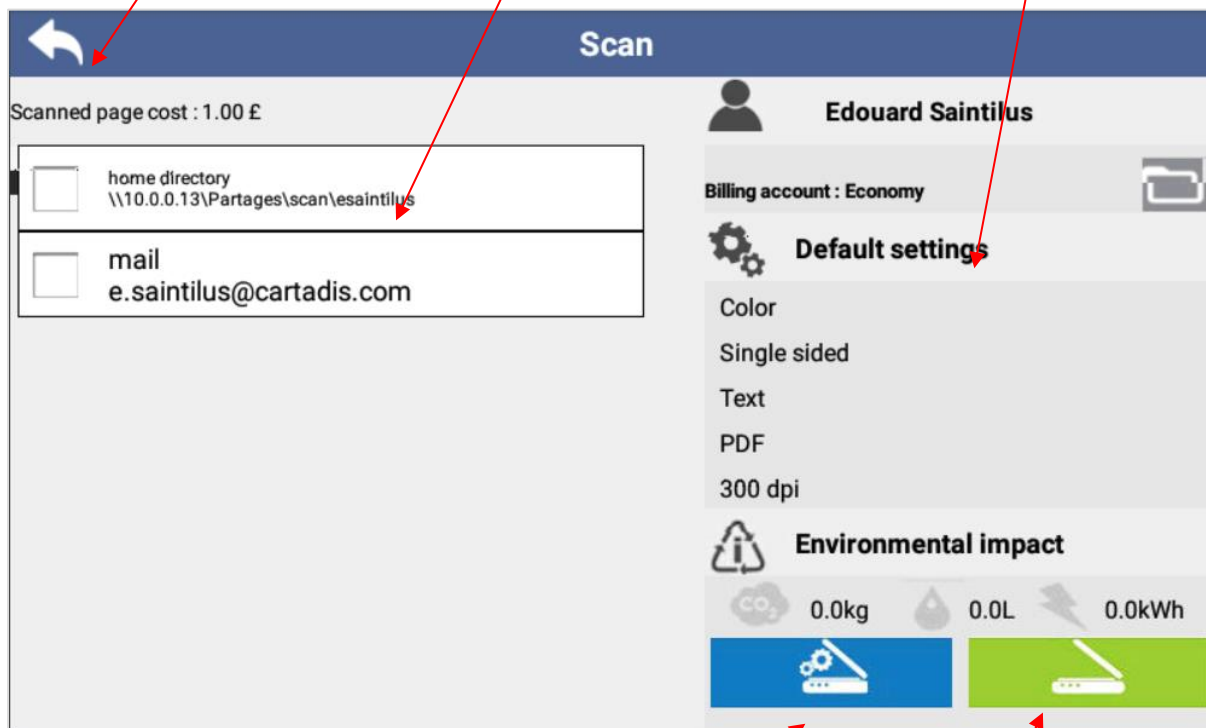 Scan
Scanned page cost : 1.00 £
home directory
\\10.0.0.13\Partages\scan\esaintilus
mail
e.saintilus@cartadis.com
Edouard Saintilus
Billing account : Economy
Default settings
Color
Single sided
Text
PDF
300 dpi
Environmental impact
CO2 0.0kg 0.0L 0.0kWh